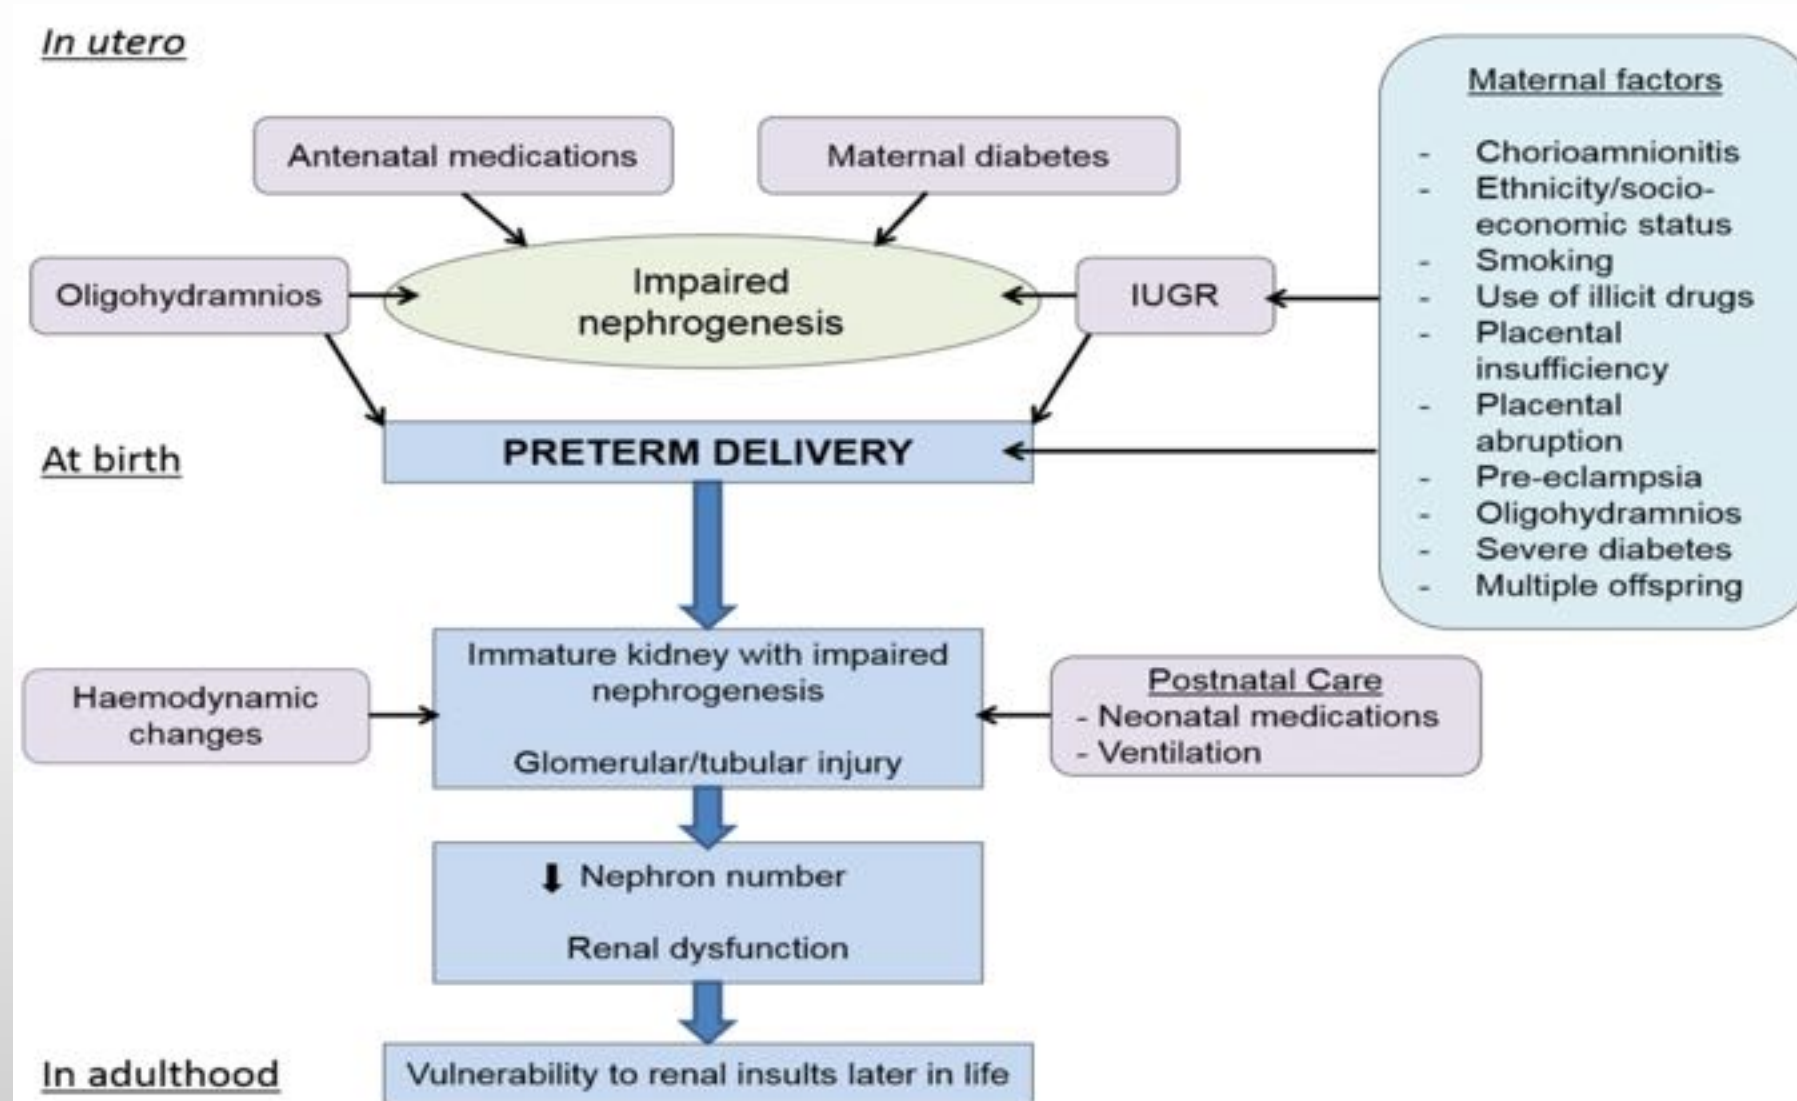 In utero
Antenatal medications
Maternal diabetes
Oligohydramnios
Impaired
nephrogenesis
IUGR
Maternal factors
- Chorioamnionitis
- Ethnicity/socio-
economic status
- Smoking
- Use of illicit drugs
- Placental
insufficiency
- Placental
abruption
- Pre-eclampsia
- Oligohydramnios
- Severe diabetes
- Multiple offspring
At birth
PRETERM DELIVERY
Haemodynamic
changes
Immature kidney with impaired
nephrogenesis
Glomerular/tubular injury
Postnatal Care
- Neonatal medications
- Ventilation
⬇ Nephron number
Renal dysfunction
In adulthood
Vulnerability to renal insults later in life